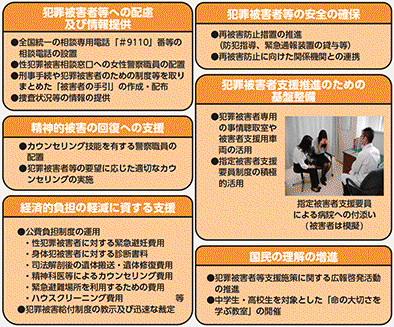 犯罪被害者等への配慮
及び情報提供
●全国統一の相談専用電話「#9110」番等の
相談電話の設置
●性犯罪被害相談窓口への女性警察職員の配置
●刑事手続や犯罪被害者のための制度等を取り
まとめた「被害者の手引」の作成・配布
●捜査状況等の情報の提供
精神的被害の回復への支援
●カウンセリング技能を有する警察職員の
配置
●犯罪被害者等の要望に応じた適切なカウ
ンセリングの実施
経済的負担の軽減に資する支援
●公費負担制度の運用
・性犯罪被害者に対する緊急避妊費用
・身体犯被害者に対する診断書料
・司法解剖後の遺体搬送・遺体修復費用
・精神科医等によるカウンセリング費用
・緊急避難場所を利用するための費用
・ハウスクリーニング費用 等
●犯罪被害給付制度の教示及び迅速な裁定
犯罪被害者等の安全の確保
●再被害防止措置の推進
(防犯指導、緊急通報装置の貸与等)
●再被害防止に向けた関係機関との連携
犯罪被害者支援推進のための
基盤整備
●犯罪被害者専用
の事情聴取室や
被害者支援用車
両の活用
●指定被害者支援
要員制度の積極
的活用
指定被害者支援要員
による病院への付添い
(被害者は模擬)
国民の理解の増進
●犯罪被害者等支援施策に関する広報啓発活動
の推進
●中学生・高校生を対象とした「命の大切さを
学ぶ教室」の開催